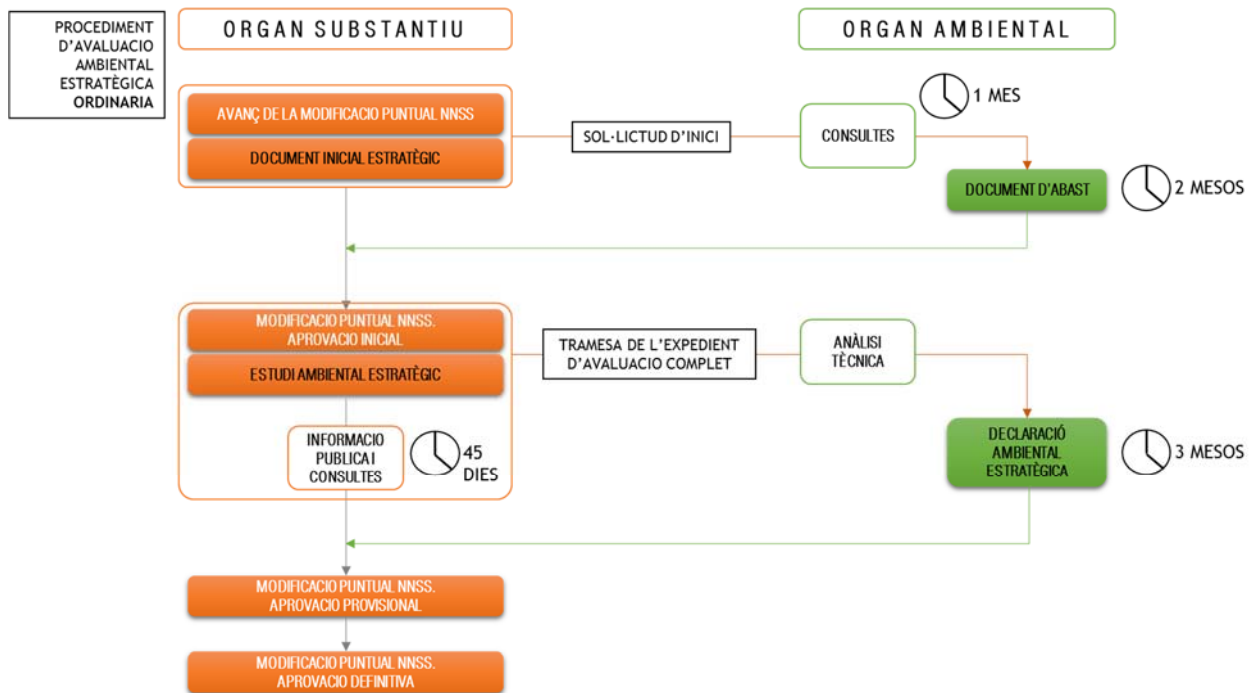 PROCEDIMENT
D'AVALUACIO
AMBIENTAL
ESTRATÈGICA
ORDINARIA
ORGAN SUBSTANTIU
ORGAN AMBIENTAL
AVANÇ DE LA MODIFICACIO PUNTUAL NNSS
DOCUMENT INICIAL ESTRATÈGIC
SOL·LICTUD D'INICI
CONSULTES
1 MES
DOCUMENT D'ABAST
2 MESOS
MODIFICACIO PUNTUAL NNSS.
APROVACIO INICIAL
ESTUDI AMBIENTAL ESTRATÈGIC
TRAMESA DE L'EXPEDIENT
D'AVALUACIO COMPLET
ANÀLISI
TÈCNICA
INFORMACIO
PUBLICA I
CONSULTES
45
DIES
DECLARACIÓ
AMBIENTAL
ESTRATÈGICA
3 MESOS
MODIFICACIO PUNTUAL NNSS.
APROVACIO PROVISIONAL
MODIFICACIO PUNTUAL NNSS.
APROVACIO DEFINITIVA